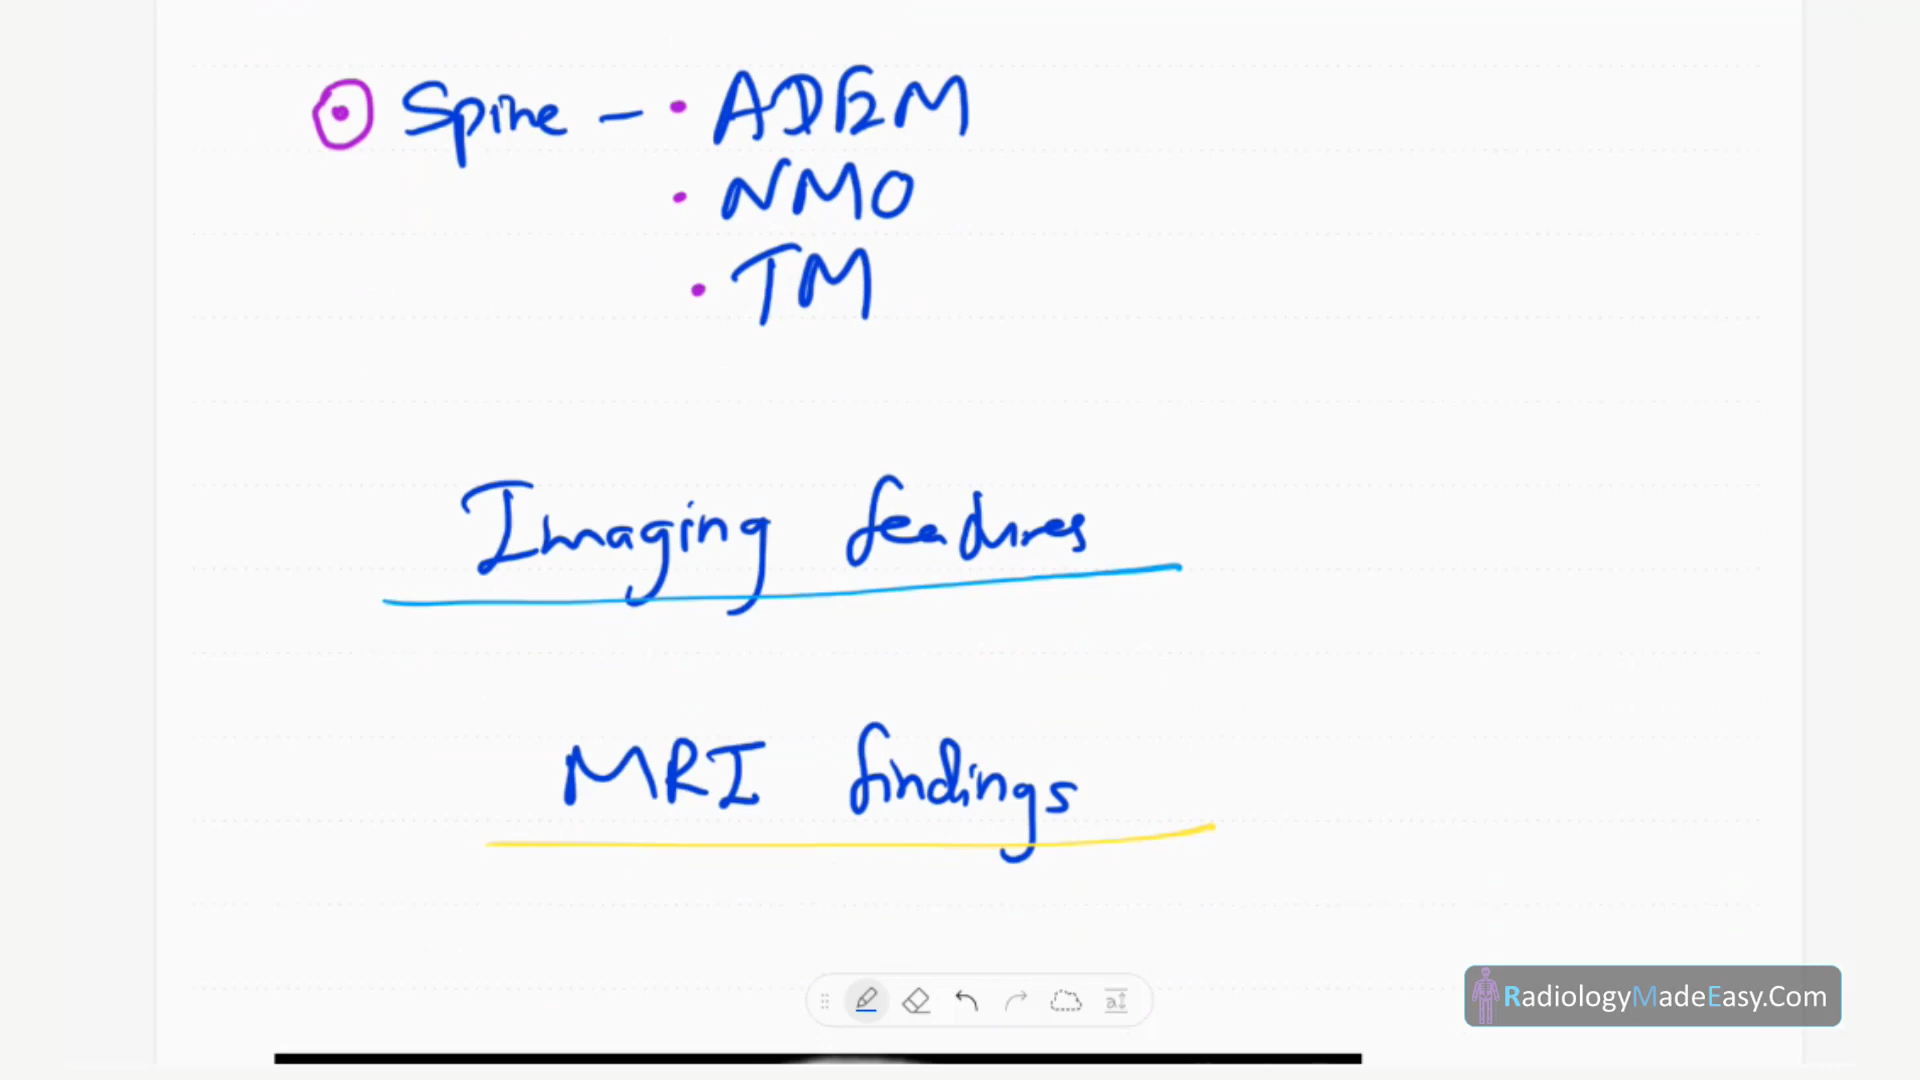 Spine - • ADEM
• NMO
• TM
Imaging features
MRI findings
RadiologyMadeEasy.Com